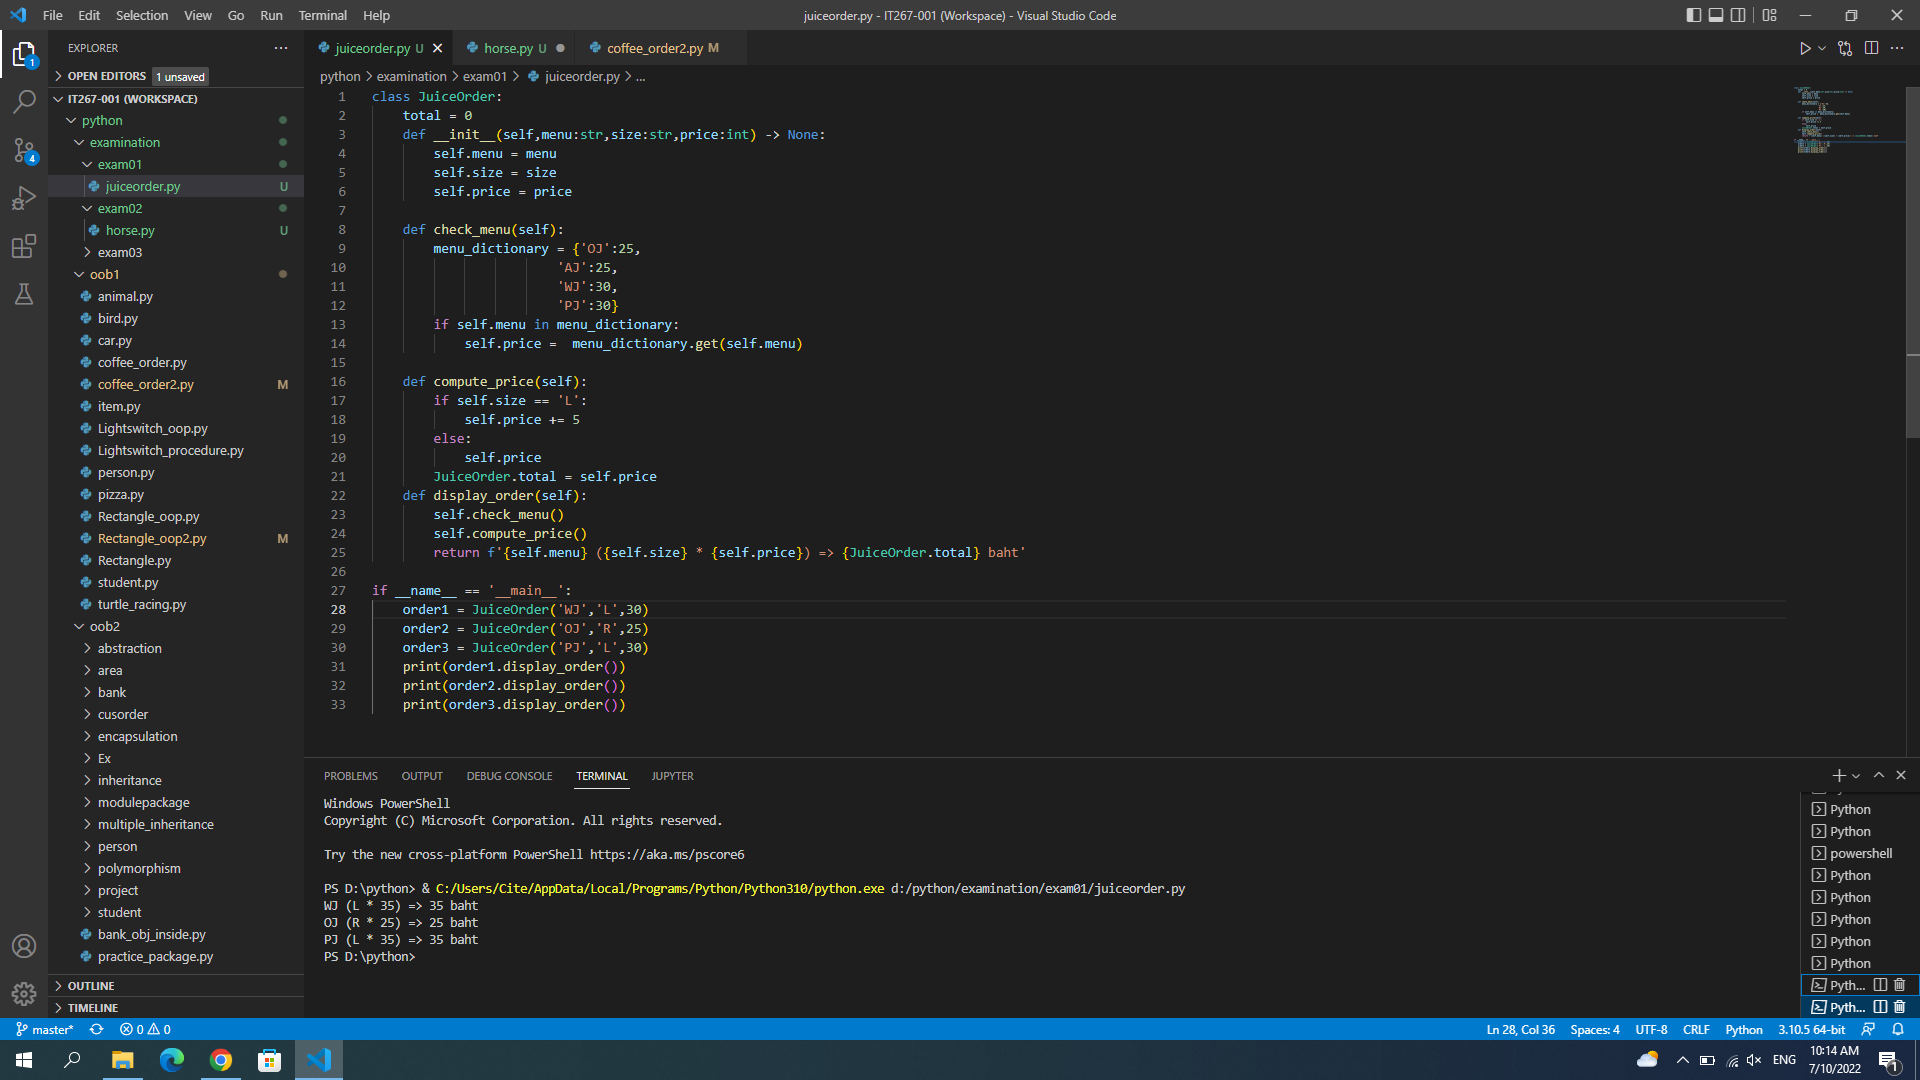 File Edit Selection View Go Run Terminal Help
juiceorder.py - IT267-001 (Workspace) - Visual Studio Code
EXPLORER
OPEN EDITORS 1 unsaved
IT267-001 (WORKSPACE)
python
examination
exam01
juiceorder.py U
exam02
horse.py U
exam03
oob1
animal.py
bird.py
car.py
coffee_order.py
coffee_order2.py M
item.py
Lightswitch_oop.py
Lightswitch_procedure.py
person.py
pizza.py
Rectangle_oop.py
Rectangle_oop2.py M
Rectangle.py
student.py
turtle_racing.py
oob2
abstraction
area
bank
cusorder
encapsulation
Ex
inheritance
modulepackage
multiple_inheritance
person
polymorphism
project
student
bank_obj_inside.py
practice_package.py
OUTLINE
TIMELINE
1
4
juiceorder.py U
horse.py U
coffee_order2.py M
python > examination > exam01 > juiceorder.py > ...
1 class JuiceOrder:
2 total = 0
3 def __init__(self,menu:str,size:str,price:int) -> None:
4 self.menu = menu
5 self.size = size
6 self.price = price
7
8 def check_menu(self):
9 menu_dictionary = {'OJ':25,
10 'AJ':25,
11 'WJ':30,
12 'PJ':30}
13 if self.menu in menu_dictionary:
14 self.price =  menu_dictionary.get(self.menu)
15
16 def compute_price(self):
17 if self.size == 'L':
18 self.price += 5
19 else:
20 self.price
21 JuiceOrder.total = self.price
22 def display_order(self):
23 self.check_menu()
24 self.compute_price()
25 return f'{self.menu} ({self.size} * {self.price}) => {JuiceOrder.total} baht'
26
27 if __name__ == '__main__':
28 order1 = JuiceOrder('WJ','L',30)
29 order2 = JuiceOrder('OJ','R',25)
30 order3 = JuiceOrder('PJ','L',30)
31 print(order1.display_order())
32 print(order2.display_order())
33 print(order3.display_order())
PROBLEMS OUTPUT DEBUG CONSOLE TERMINAL JUPYTER
Windows PowerShell
Copyright (C) Microsoft Corporation. All rights reserved.
Try the new cross-platform PowerShell https://aka.ms/pscore6
PS D:\python> & C:/Users/Cite/AppData/Local/Programs/Python/Python310/python.exe d:/python/examination/exam01/juiceorder.py
WJ (L * 35) => 35 baht
OJ (R * 25) => 25 baht
PJ (L * 35) => 35 baht
PS D:\python>
Python
Python
powershell
Python
Python
Python
Python
Python
Pyth...
Pyth...
master* 0 0
Ln 28, Col 36 Spaces: 4 UTF-8 CRLF Python 3.10.5 64-bit
ENG
10:14 AM
7/10/2022
1